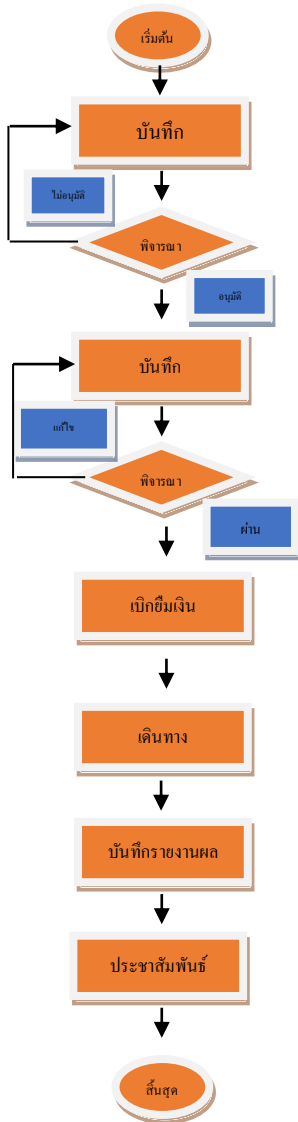 เริ่มต้น
บันทึก
ไม่อนุมัติ
พิจารณา
อนุมัติ
บันทึก
แก้ไข
พิจารณา
ผ่าน
เบิกยืมเงิน
เดินทาง
บันทึกรายงานผล
ประชาสัมพันธ์
สิ้นสุด